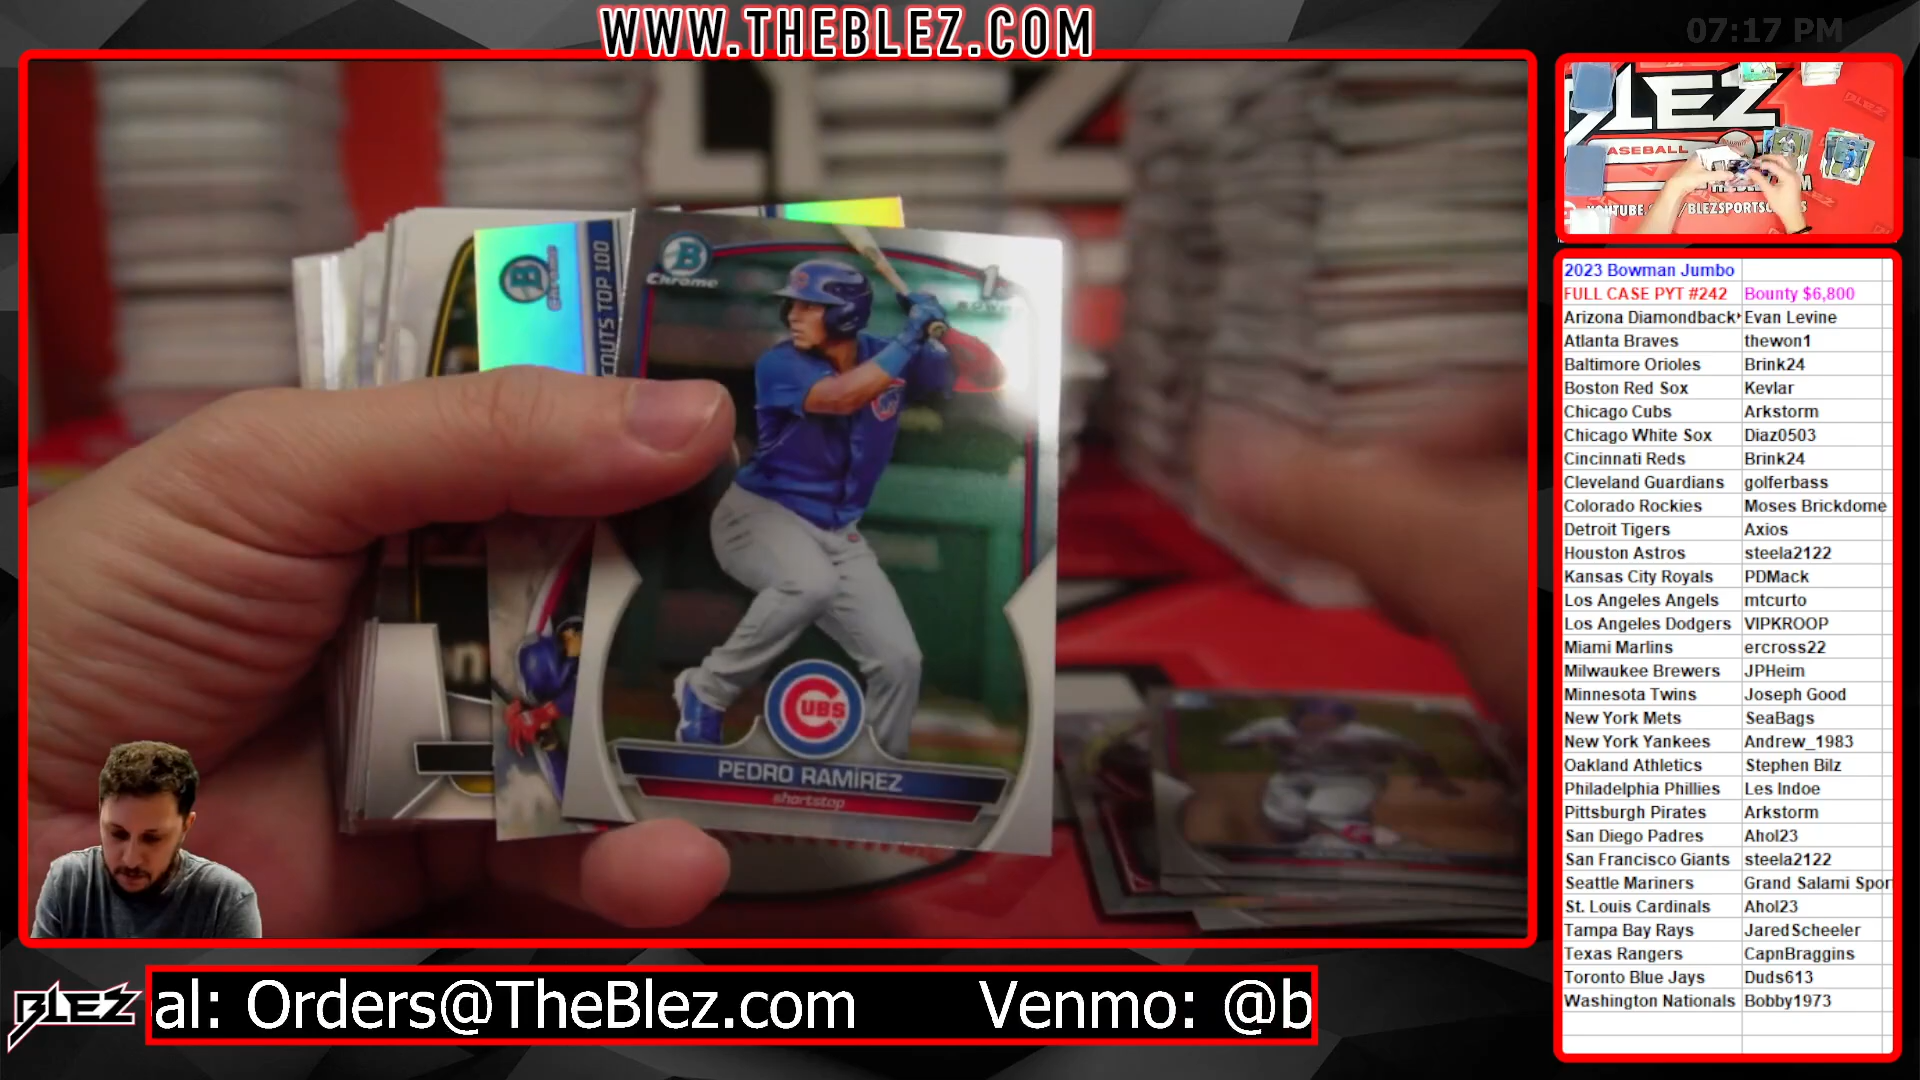 WWW.THEBLEZ.COM
07:17 PM
BLEZ
BASEBALL
2023 Bowman Jumbo
FULL CASE PYT #242 Bounty $6,800
Arizona Diamondback Evan Levine
Atlanta Braves thewon1
Baltimore Orioles Brink24
Boston Red Sox Kevlar
Chicago Cubs Arkstorm
Chicago White Sox Diaz0503
Cincinnati Reds Brink24
Cleveland Guardians golferbass
Colorado Rockies Moses Brickdome
Detroit Tigers Axios
Houston Astros steela2122
Kansas City Royals PDMack
Los Angeles Angels mtcurto
Los Angeles Dodgers VIPKROOP
Miami Marlins ercross22
Milwaukee Brewers JPHeim
Minnesota Twins Joseph Good
New York Mets SeaBags
New York Yankees Andrew_1983
Oakland Athletics Stephen Bilz
Philadelphia Phillies Les Indoe
Pittsburgh Pirates Arkstorm
San Diego Padres Ahol23
San Francisco Giants steela2122
Seattle Mariners Grand Salami Spor
St. Louis Cardinals Ahol23
Tampa Bay Rays JaredScheeler
Texas Rangers CapnBraggins
Toronto Blue Jays Duds613
Washington Nationals Bobby1973
B
Chrome
1
SCOUTS TOP 100
CUBS
PEDRO RAMÍREZ
shortstop
BLEZ
al: Orders@TheBlez.com Venmo: @b